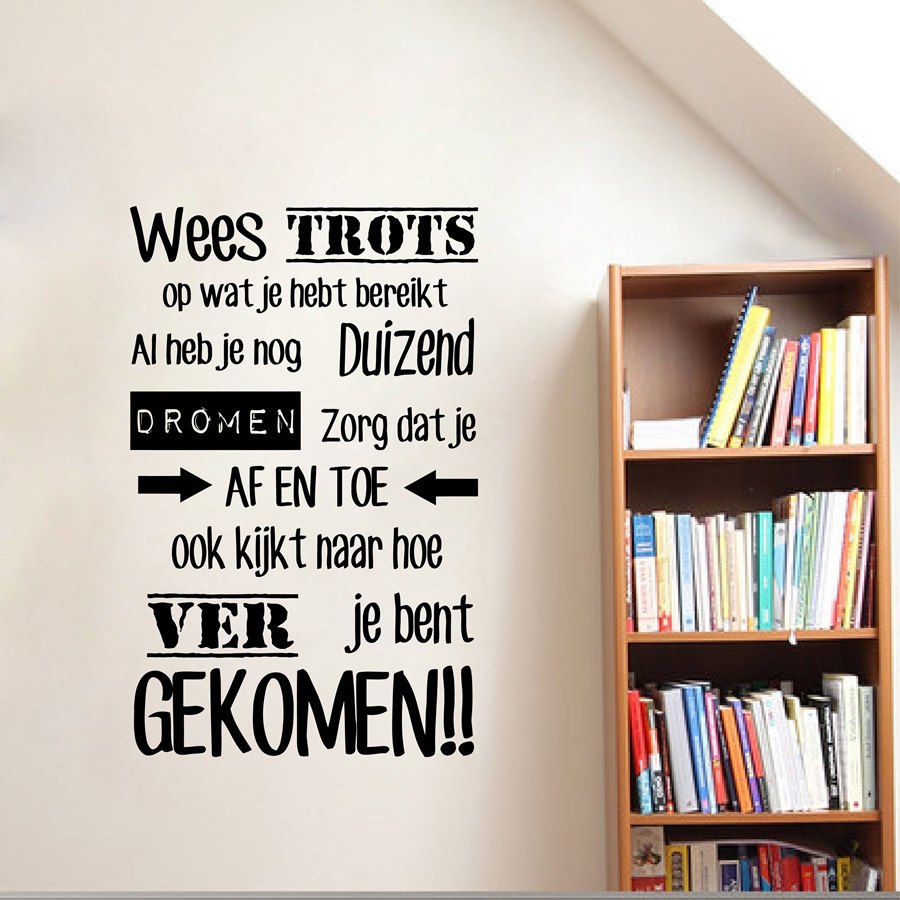 Wees TROTS
op wat je hebt bereikt
Al heb je nog Duizend
DROMEN Zorg dat je
AF EN TOE
ook kijkt naar hoe
VER je bent
GEKOMEN!!